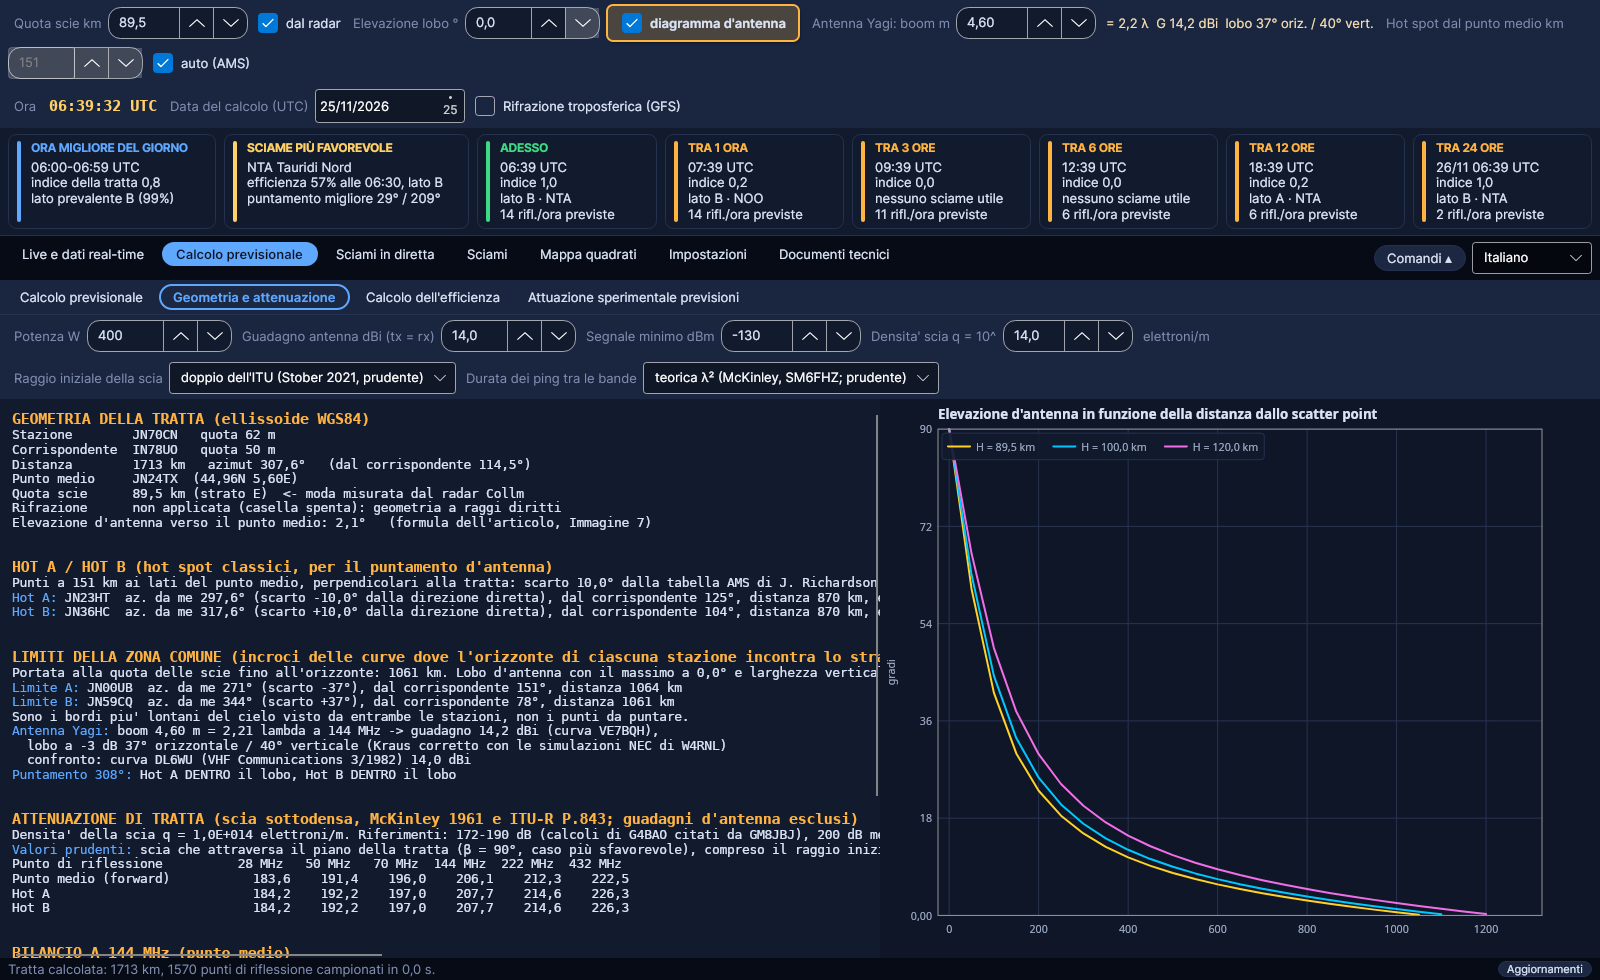 Quota scie km 89,5 dal radar Elevazione lobo ° 0,0 diagramma d'antenna Antenna Yagi: boom m 4,60 = 2,2 λ G 14,2 dBi lobo 37° oriz. / 40° vert. Hot spot dal punto medio km
151 auto (AMS)
Ora 06:39:32 UTC Data del calcolo (UTC) 25/11/2026 25 Rifrazione troposferica (GFS)
ORA MIGLIORE DEL GIORNO
06:00-06:59 UTC
indice della tratta 0,8
lato prevalente B (99%)
SCIAME PIÙ FAVOREVOLE
NTA Tauridi Nord
efficienza 57% alle 06:30, lato B
puntamento migliore 29° / 209°
ADESSO
06:39 UTC
indice 1,0
lato B · NTA
14 rifl./ora previste
TRA 1 ORA
07:39 UTC
indice 0,2
lato B · NOO
14 rifl./ora previste
TRA 3 ORE
09:39 UTC
indice 0,0
nessuno sciame utile
11 rifl./ora previste
TRA 6 ORE
12:39 UTC
indice 0,0
nessuno sciame utile
6 rifl./ora previste
TRA 12 ORE
18:39 UTC
indice 0,2
lato A · NTA
6 rifl./ora previste
TRA 24 ORE
26/11 06:39 UTC
indice 1,0
lato B · NTA
2 rifl./ora previste
Live e dati real-time Calcolo previsionale Sciami in diretta Sciami Mappa quadrati Impostazioni Documenti tecnici Comandi ▴ Italiano
Calcolo previsionale Geometria e attenuazione Calcolo dell'efficienza Attuazione sperimentale previsioni
Potenza W 400 Guadagno antenna dBi (tx = rx) 14,0 Segnale minimo dBm -130 Densita' scia q = 10^ 14,0 elettroni/m
Raggio iniziale della scia doppio dell'ITU (Stober 2021, prudente) Durata dei ping tra le bande teorica λ² (McKinley, SM6FHZ; prudente)
GEOMETRIA DELLA TRATTA (ellissoide WGS84)
Stazione JN70CN quota 62 m
Corrispondente IN78UO quota 50 m
Distanza 1713 km azimut 307,6° (dal corrispondente 114,5°)
Punto medio JN24TX (44,96N 5,60E)
Quota scie 89,5 km (strato E) <- moda misurata dal radar Collm
Rifrazione non applicata (casella spenta): geometria a raggi diritti
Elevazione d'antenna verso il punto medio: 2,1° (formula dell'articolo, Immagine 7)
HOT A / HOT B (hot spot classici, per il puntamento d'antenna)
Punti a 151 km ai lati del punto medio, perpendicolari alla tratta: scarto 10,0° dalla tabella AMS di J. Richardson
Hot A: JN23HT az. da me 297,6° (scarto -10,0° dalla direzione diretta), dal corrispondente 125°, distanza 870 km,
Hot B: JN36HC az. da me 317,6° (scarto +10,0° dalla direzione diretta), dal corrispondente 104°, distanza 870 km,
LIMITI DELLA ZONA COMUNE (incroci delle curve dove l'orizzonte di ciascuna stazione incontra lo stra
Portata alla quota delle scie fino all'orizzonte: 1061 km. Lobo d'antenna con il massimo a 0,0° e larghezza vertica
Limite A: JN00UB az. da me 271° (scarto -37°), dal corrispondente 151°, distanza 1064 km
Limite B: JN59CQ az. da me 344° (scarto +37°), dal corrispondente 78°, distanza 1061 km
Sono i bordi piu' lontani del cielo visto da entrambe le stazioni, non i punti da puntare.
Antenna Yagi: boom 4,60 m = 2,21 lambda a 144 MHz -> guadagno 14,2 dBi (curva VE7BQH),
lobo a -3 dB 37° orizzontale / 40° verticale (Kraus corretto con le simulazioni NEC di W4RNL)
confronto: curva DL6WU (VHF Communications 3/1982) 14,0 dBi
Puntamento 308°: Hot A DENTRO il lobo, Hot B DENTRO il lobo
ATTENUAZIONE DI TRATTA (scia sottodensa, McKinley 1961 e ITU-R P.843; guadagni d'antenna esclusi)
Densita' della scia q = 1,0E+014 elettroni/m. Riferimenti: 172-190 dB (calcoli di G4BAO citati da GM8JBJ), 200 dB me
Valori prudenti: scia che attraversa il piano della tratta (β = 90°, caso più sfavorevole), compreso il raggio inizi
Punto di riflessione 28 MHz 50 MHz 70 MHz 144 MHz 222 MHz 432 MHz
Punto medio (forward) 183,6 191,4 196,0 206,1 212,3 222,5
Hot A 184,2 192,2 197,0 207,7 214,6 226,3
Hot B 184,2 192,2 197,0 207,7 214,6 226,3
BILANCIO A 144 MHz (punto medio)
Elevazione d'antenna in funzione della distanza dallo scatter point
H = 89,5 km H = 100,0 km H = 120,0 km
90
72
54
36
18
0,00
gradi
0 200 400 600 800 1000 1200
Tratta calcolata: 1713 km, 1570 punti di riflessione campionati in 0,0 s. Aggiornamenti